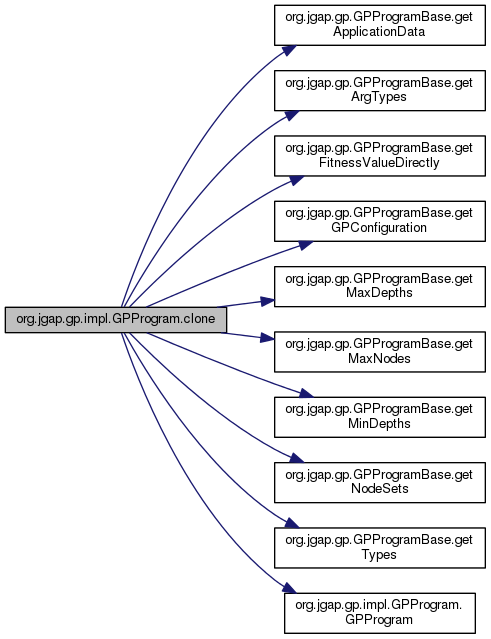 org.jgap.gp.GPProgramBase.get
ApplicationData
org.jgap.gp.GPProgramBase.get
ArgTypes
org.jgap.gp.GPProgramBase.get
FitnessValueDirectly
org.jgap.gp.GPProgramBase.get
GPConfiguration
org.jgap.gp.GPProgramBase.get
MaxDepths
org.jgap.gp.impl.GPProgram.clone
org.jgap.gp.GPProgramBase.get
MaxNodes
org.jgap.gp.GPProgramBase.get
MinDepths
org.jgap.gp.GPProgramBase.get
NodeSets
org.jgap.gp.GPProgramBase.get
Types
org.jgap.gp.impl.GPProgram.
GPProgram